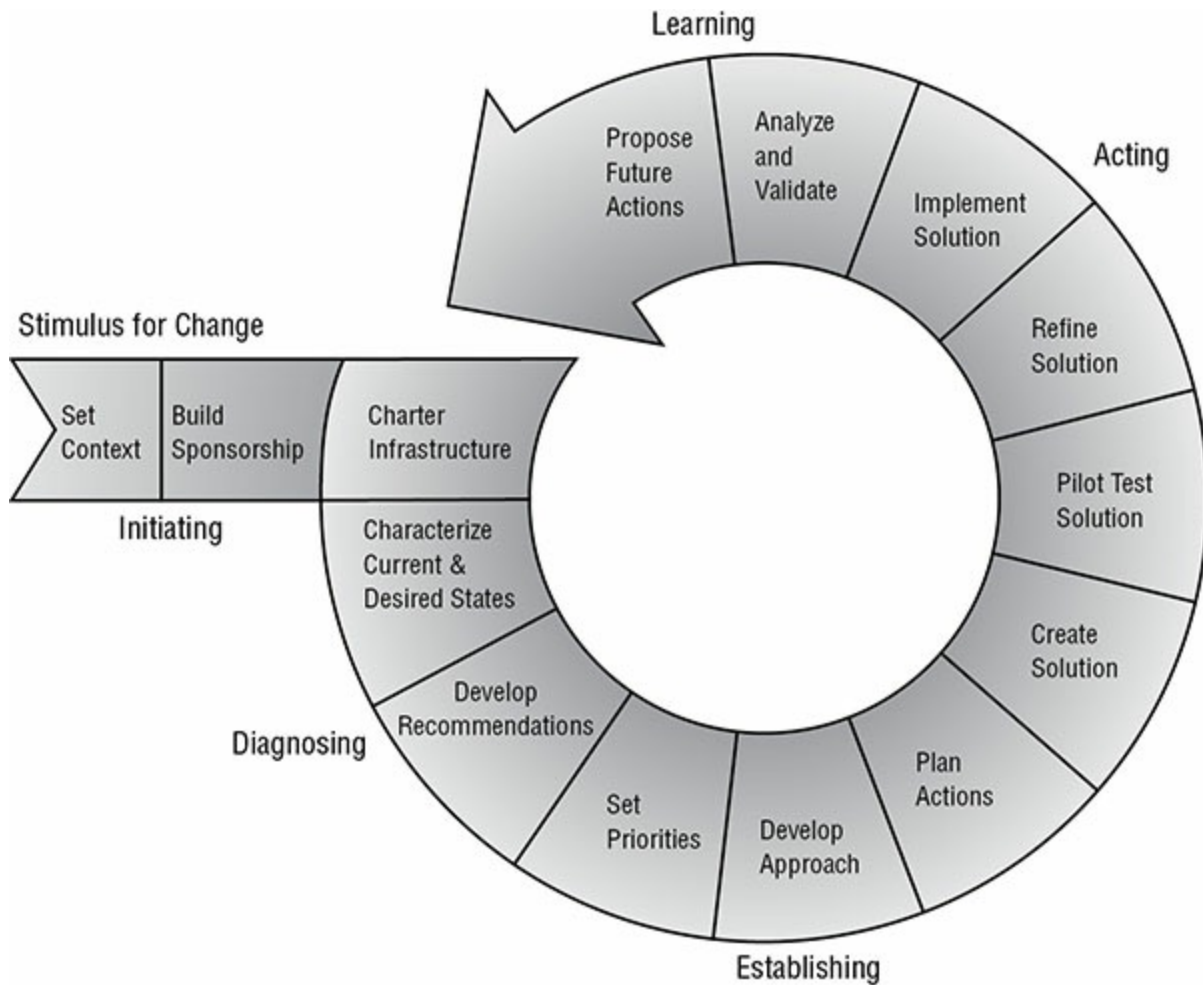 Learning
Propose
Future
Actions
Analyze
and
Validate
Acting
Implement
Solution
Refine
Solution
Stimulus for Change
Set
Context
Build
Sponsorship
Charter
Infrastructure
Initiating
Pilot Test
Solution
Characterize
Current &
Desired States
Create
Solution
Develop
Recommendations
Diagnosing
Plan
Actions
Set
Priorities
Develop
Approach
Establishing